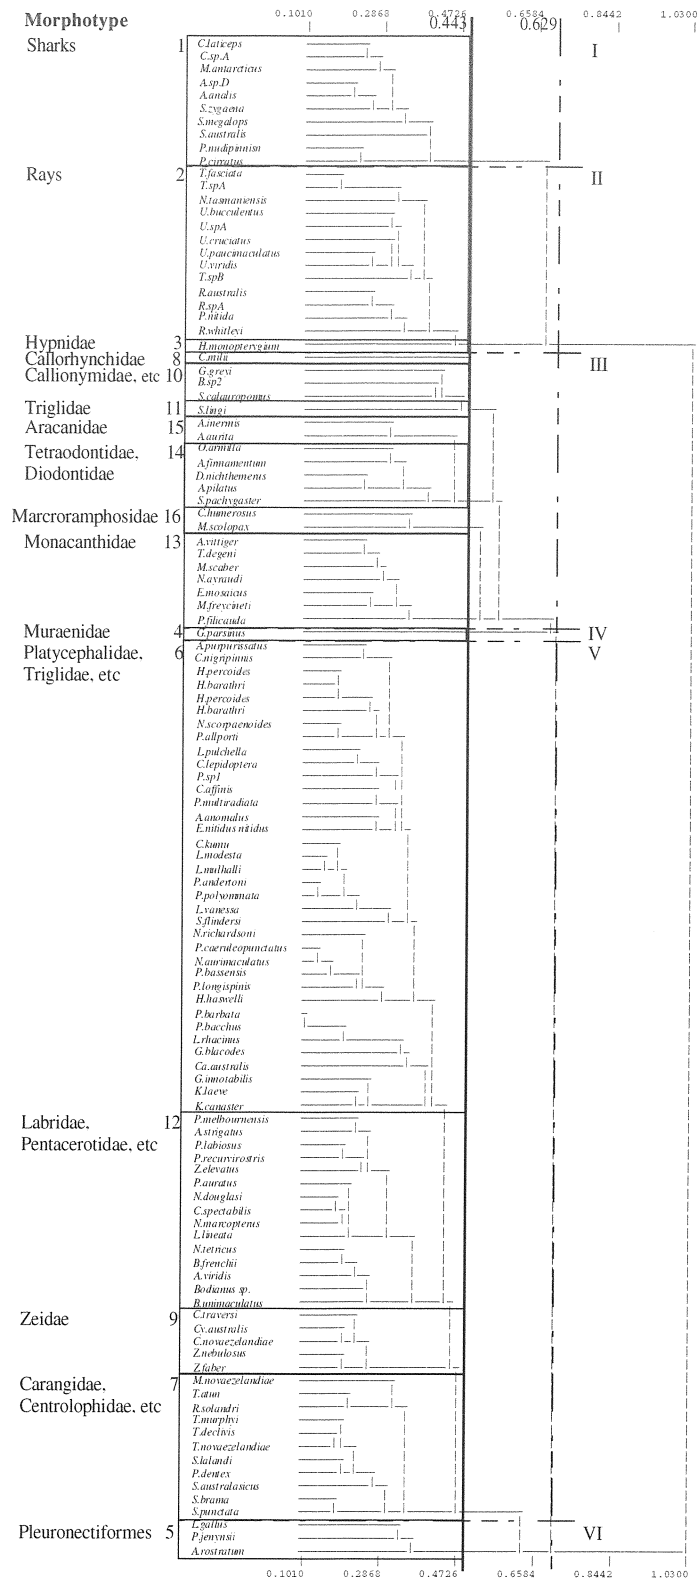 Morphotype
0.1010 0.2868 0.4726 0.6584 0.8442 1.0300
0.443 0.629
Sharks 1 C.laticeps I
C.sp.A
M.antarcticus
A.sp.D
A.analis
S.zygaena
S.megalops
S.australis
P.nudipinnisn
P.cirratus
Rays 2 T.fasciata II
T.spA
N.tasmaniensis
U.bucculentus
U.spA
U.cruciatus
U.paucimaculatus
U.viridis
T.spB
R.australis
R.spA
P.nitida
R.whitleyi
Hypnidae 3 H.monopterygium
Callorhynchidae 8 C.milii III
Callionymidae, etc 10 G.greyi
B.sp2
S.calauropomus
Triglidae 11 S.lingi
Aracanidae 15 A.inermis
A.aurita
Tetraodontidae, 14 O.armilla
Diodontidae A.finnamentum
D.nichthemerus
A.pilatus
S.pachygaster
Marcroramphosidae 16 C.humerosus
M.scolopax
Monacanthidae 13 A.vittiger
T.degeni
M.scaber
N.ayraudi
E.mosaicus
M.freycineti
P.filicauda
Muraenidae 4 G.parsinus IV
Platycephalidae, 6 A.purpurissatus V
Triglidae, etc C.nigripinnis
H.percoides
H.barathri
H.percoides
H.barathri
N.scorpaenoides
P.allporti
L.pulchella
C.lepidoptera
P.sp1
C.affinis
P.multiradiata
A.anomalus
E.nitidus nitidus
C.kumu
L.modesta
L.mulhalli
P.andertoni
P.polyommata
L.vanessa
S.flindersi
N.richardsoni
P.caeruleopunctatus
N.aurimaculatus
P.bassensis
P.longispinis
H.haswelli
P.barbata
P.bacchus
L.rhacinus
G.blacodes
Ca.australis
G.innotabilis
K.laeve
K.canaster
Labridae, 12 P.melbournensis
Pentacerotidae, etc A.strigatus
P.labiosus
P.recurvirostris
Z.elevatus
P.auratus
N.douglasi
C.spectabilis
N.marcopterus
L.lineata
N.tetricus
B.frenchii
A.viridis
Bodianus sp.
B.unimaculatus
Zeidae 9 C.traversi
Cy.australis
C.novaezelandiae
Z.nebulosus
Z.faber
Carangidae, 7 M.novaezelandiae
Centrolophidae, etc T.atun
R.solandri
T.murphyi
T.declivis
T.novaezelandiae
S.lalandi
P.dentex
S.australasicus
S.brama
S.punctata
Pleuronectiformes 5 L.gallus VI
P.jenynsii
A.rostratum
0.1010 0.2868 0.4726 0.6584 0.8442 1.0300